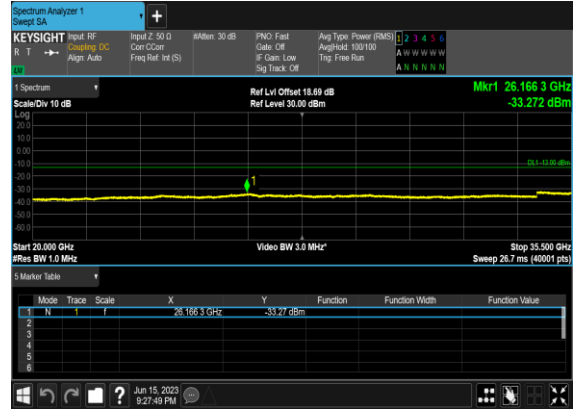 Spectrum Analyzer 1
Swept SA
+
KEYSIGHT Input: RF Input Z: 50 Ω #Atten: 30 dB PNO: Fast Avg Type: Power (RMS) 1 2 3 4 5 6
R T Coupling: DC Corr CCorr Gate: Off Avg|Hold: 100/100 A W W W W W
Align: Auto Freq Ref: Int (S) IF Gain: Low Trig: Free Run
Sig Track: Off A N N N N N
LM
1 Spectrum Ref Lvl Offset 18.69 dB Mkr1 26.166 3 GHz
Scale/Div 10 dB Ref Level 30.00 dBm -33.272 dBm
Log
20.0
10.0
0.00
-10.0
DL1 -13.00 dBm
-20.0
1
-30.0
-40.0
-50.0
-60.0
Start 20.000 GHz Video BW 3.0 MHz* Stop 35.500 GHz
#Res BW 1.0 MHz Sweep 26.7 ms (40001 pts)
5 Marker Table
Mode Trace Scale X Y Function Function Width Function Value
1 N 1 f 26.166 3 GHz -33.27 dBm
2
3
4
5
6
? Jun 15, 2023
9:27:49 PM